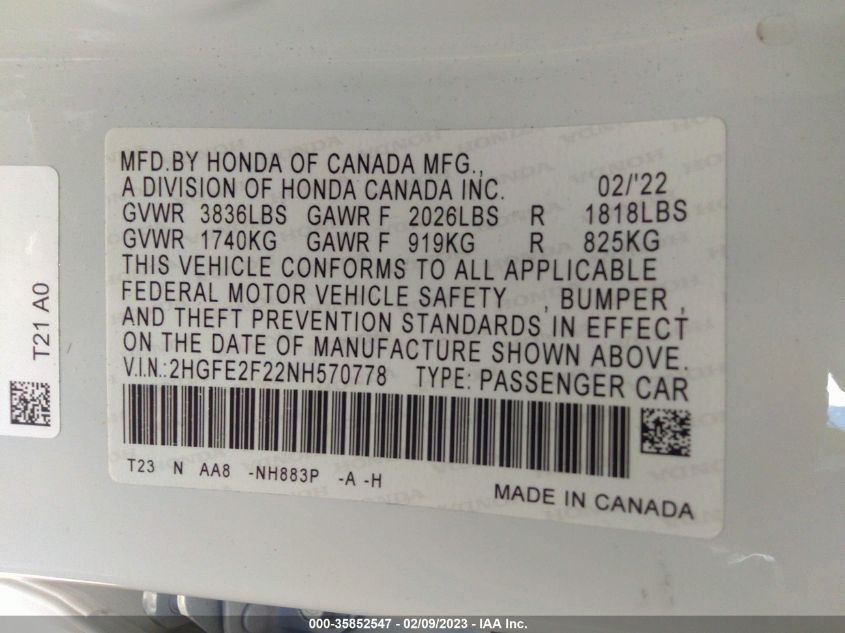 MFD.BY HONDA OF CANADA MFG.,
A DIVISION OF HONDA CANADA INC. 02/'22
GVWR 3836LBS GAWR F 2026LBS R 1818LBS
GVWR 1740KG GAWR F 919KG R 825KG
THIS VEHICLE CONFORMS TO ALL APPLICABLE
FEDERAL MOTOR VEHICLE SAFETY , BUMPER ,
AND THEFT PREVENTION STANDARDS IN EFFECT
ON THE DATE OF MANUFACTURE SHOWN ABOVE.
V.I.N.:2HGFE2F22NH570778 TYPE: PASSENGER CAR
T23 N AA8 -NH883P -A -H
MADE IN CANADA
T21 A0
000-35852547 - 02/09/2023 - IAA Inc.